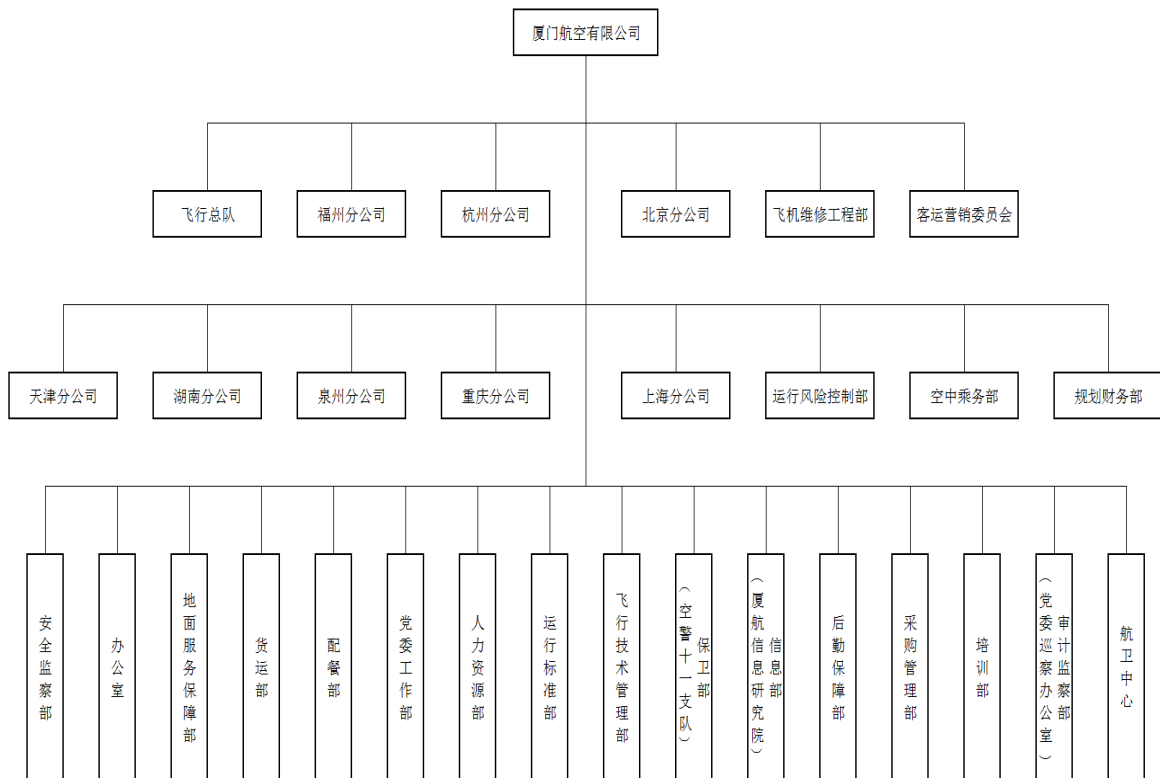 厦门航空有限公司
飞行总队
福州分公司
杭州分公司
北京分公司
飞机维修工程部
客运营销委员会
天津分公司
湖南分公司
泉州分公司
重庆分公司
上海分公司
运行风险控制部
空中乘务部
规划财务部
安全监察部
办公室
地面服务保障部
货运部
配餐部
党委工作部
人力资源部
运行标准部
飞行技术管理部
保卫部
(空警十一支队)
信息部
(厦航信息研究院)
后勤保障部
采购管理部
培训部
审计监察部
(党委巡察办公室)
航卫中心